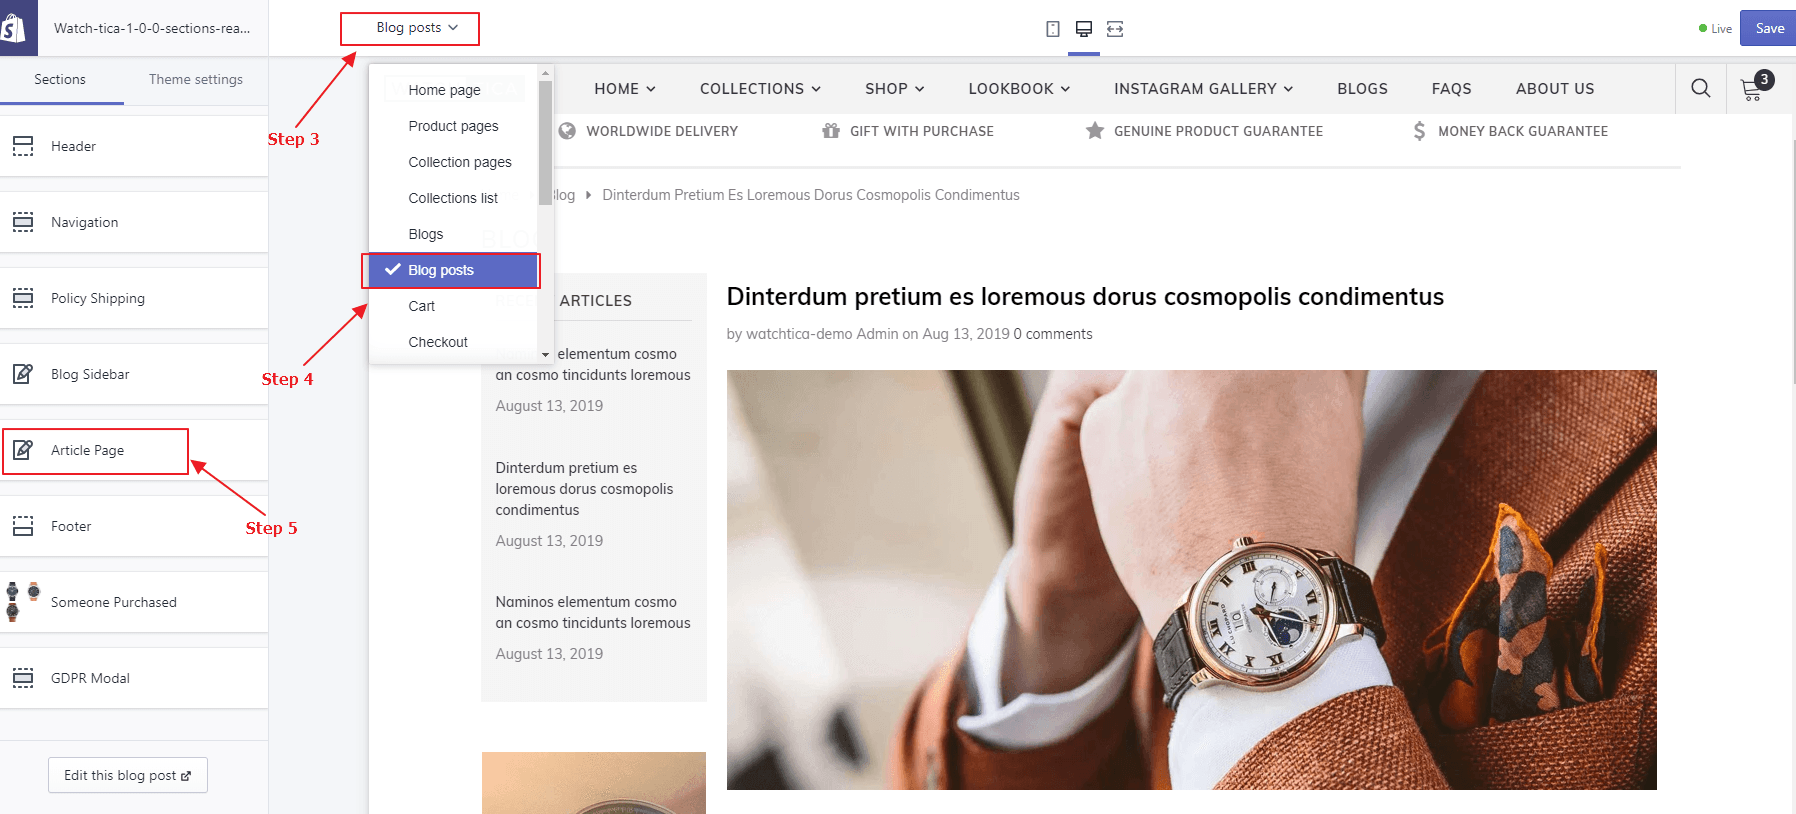 Watch-tica-1-0-0-sections-rea...
Blog posts
Live
Save
Sections
Theme settings
Step 3
Header
Navigation
Policy Shipping
Blog Sidebar
Article Page
Step 5
Footer
Someone Purchased
GDPR Modal
Edit this blog post
Home page
Product pages
Collection pages
Collections list
Blogs
Blog posts
Cart
Checkout
Step 4
HOME
COLLECTIONS
SHOP
LOOKBOOK
INSTAGRAM GALLERY
BLOGS
FAQS
ABOUT US
3
WORLDWIDE DELIVERY
GIFT WITH PURCHASE
GENUINE PRODUCT GUARANTEE
MONEY BACK GUARANTEE
log
Dinterdum Pretium Es Loremous Dorus Cosmopolis Condimentus
ARTICLES
elementum cosmo
an cosmo tincidunts loremous
August 13, 2019
Dinterdum pretium es
loremous dorus cosmopolis
condimentus
August 13, 2019
Naminos elementum cosmo
an cosmo tincidunts loremous
August 13, 2019
Dinterdum pretium es loremous dorus cosmopolis condimentus
by watchtica-demo Admin on Aug 13, 2019 0 comments